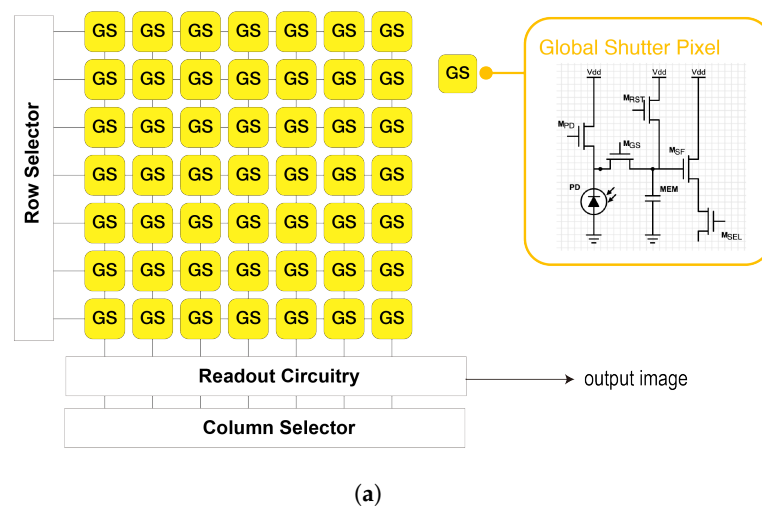 GS GS GS GS GS GS GS
GS GS GS GS GS GS GS
GS GS GS GS GS GS GS
GS GS GS GS GS GS GS
GS GS GS GS GS GS GS
GS GS GS GS GS GS GS
GS GS GS GS GS GS GS
Row Selector
Readout Circuitry
Column Selector
output image
GS
Global Shutter Pixel
Vdd Vdd Vdd
MRST
MPD
MGS
MSF
PD
MEM
MSEL
(a)